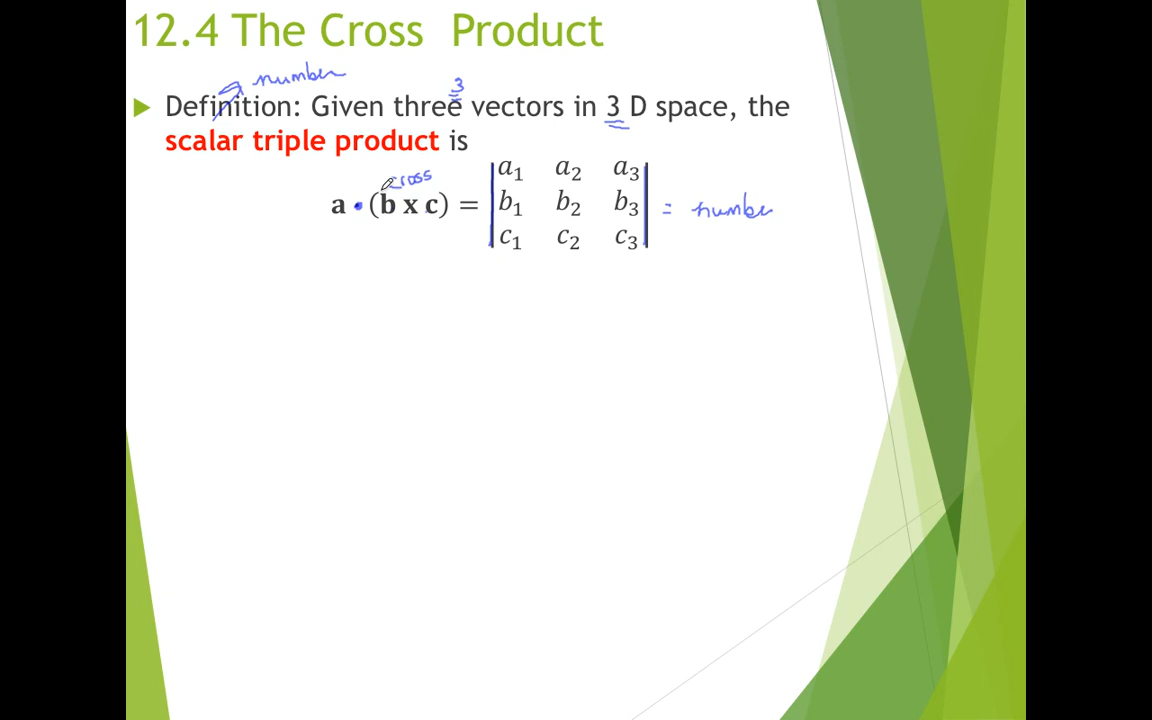 12.4 The Cross Product
number
3
Definition: Given three vectors in 3 D space, the
scalar triple product is
cross
a₁ a₂ a₃
a • (b x c) = b₁ b₂ b₃ = number
c₁ c₂ c₃